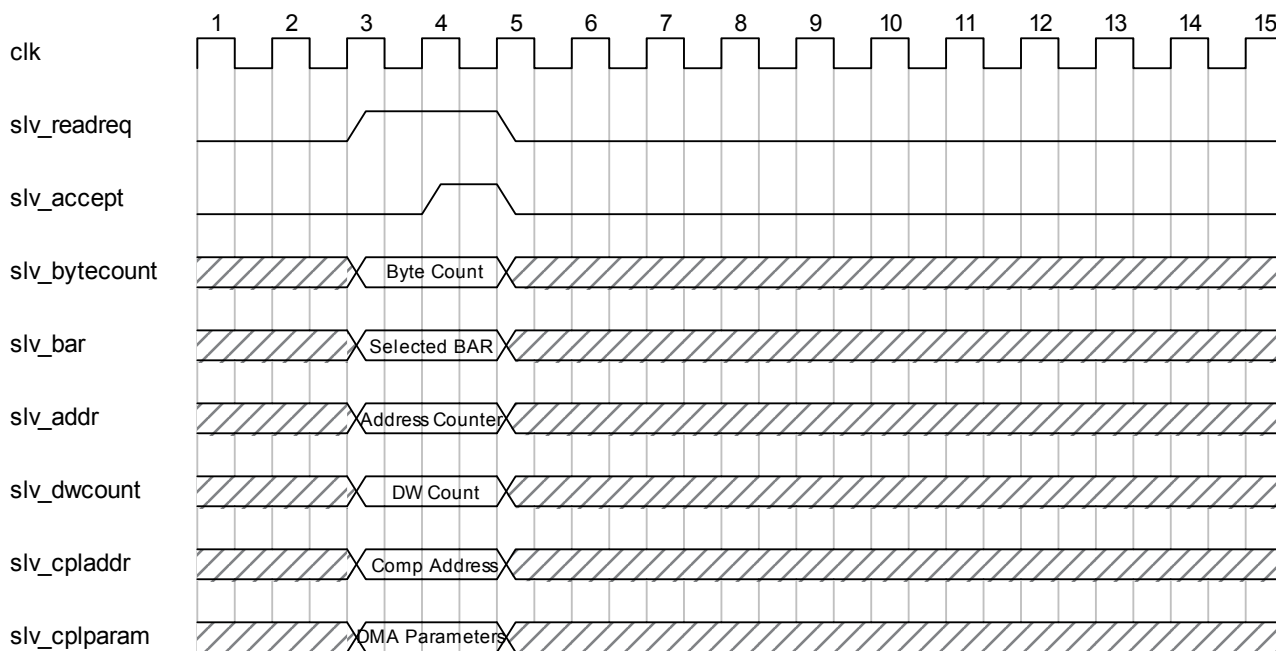 1 2 3 4 5 6 7 8 9 10 11 12 13 14 15
clk
slv_readreq
slv_accept
slv_bytecount Byte Count
slv_bar Selected BAR
slv_addr Address Counter
slv_dwcount DW Count
slv_cpladdr Comp Address
slv_cplparam DMA Parameters